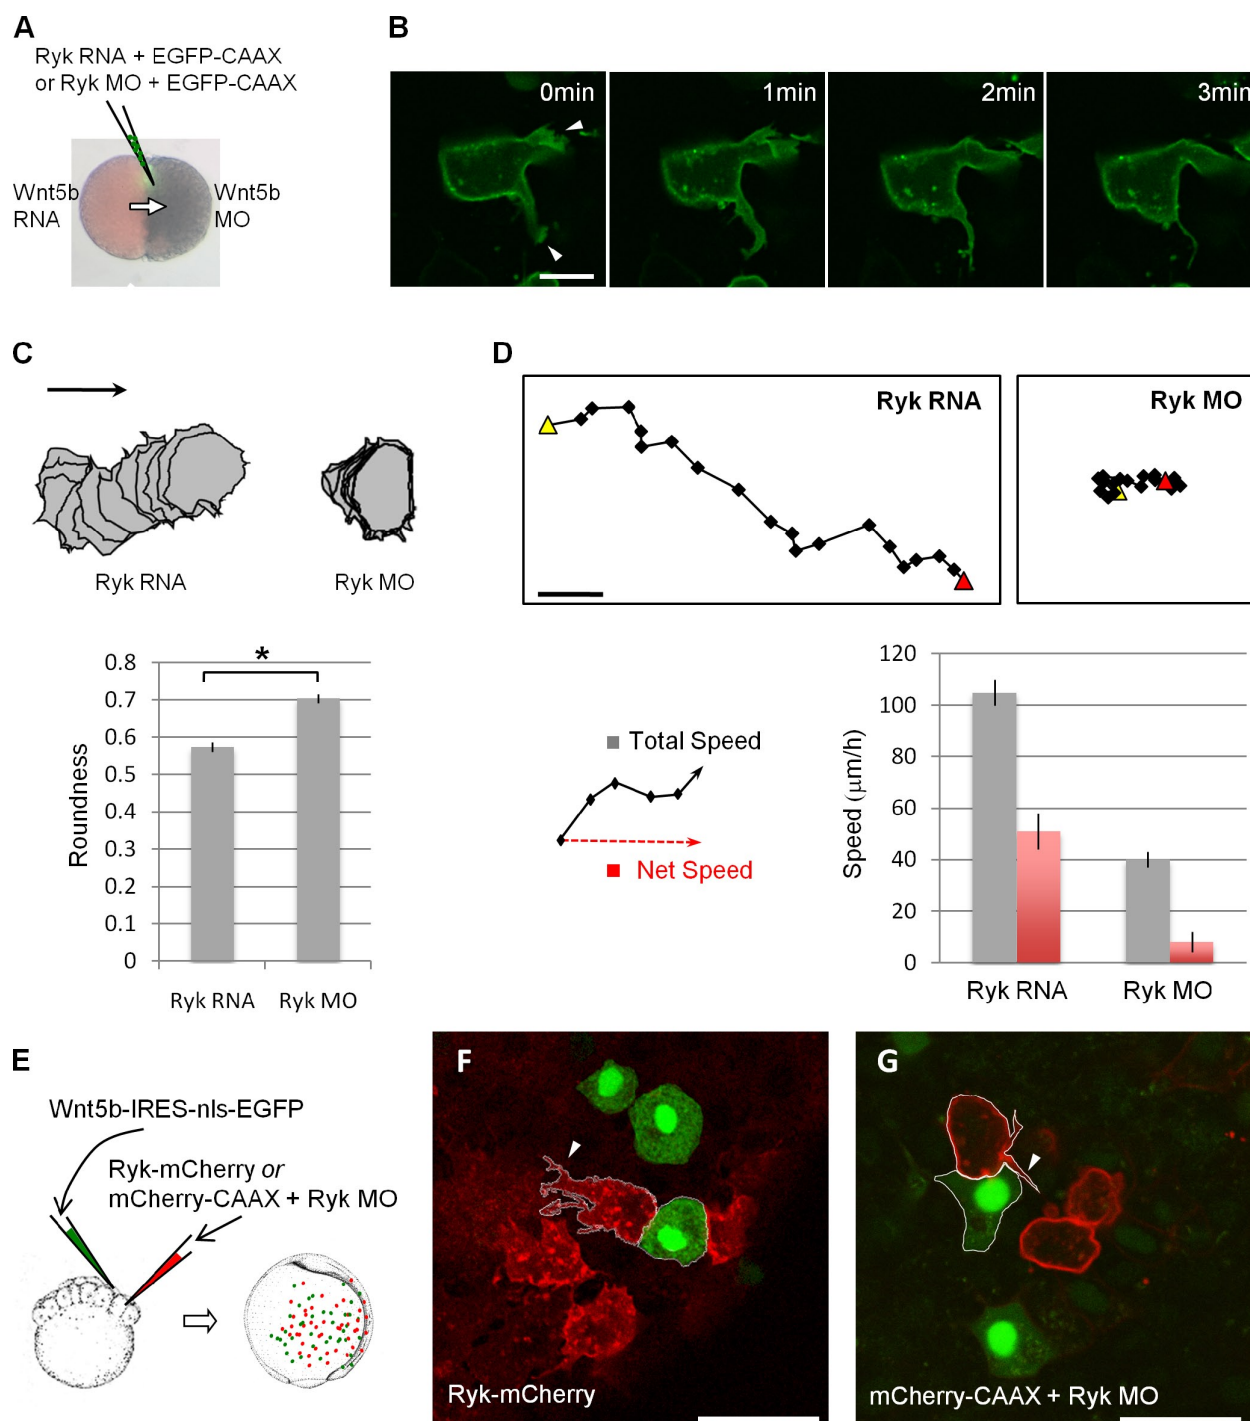 A
Ryk RNA + EGFP-CAAX
or Ryk MO + EGFP-CAAX
Wnt5b
RNA
Wnt5b
MO
B
0min
1min
2min
3min
C
Ryk RNA
Ryk MO
*
Roundness
0.8
0.7
0.6
0.5
0.4
0.3
0.2
0.1
0
Ryk RNA
Ryk MO
D
Ryk RNA
Ryk MO
Total Speed
Net Speed
Speed (μm/h)
120
100
80
60
40
20
0
Ryk RNA
Ryk MO
E
Wnt5b-IRES-nls-EGFP
Ryk-mCherry or
mCherry-CAAX + Ryk MO
F
Ryk-mCherry
G
mCherry-CAAX + Ryk MO